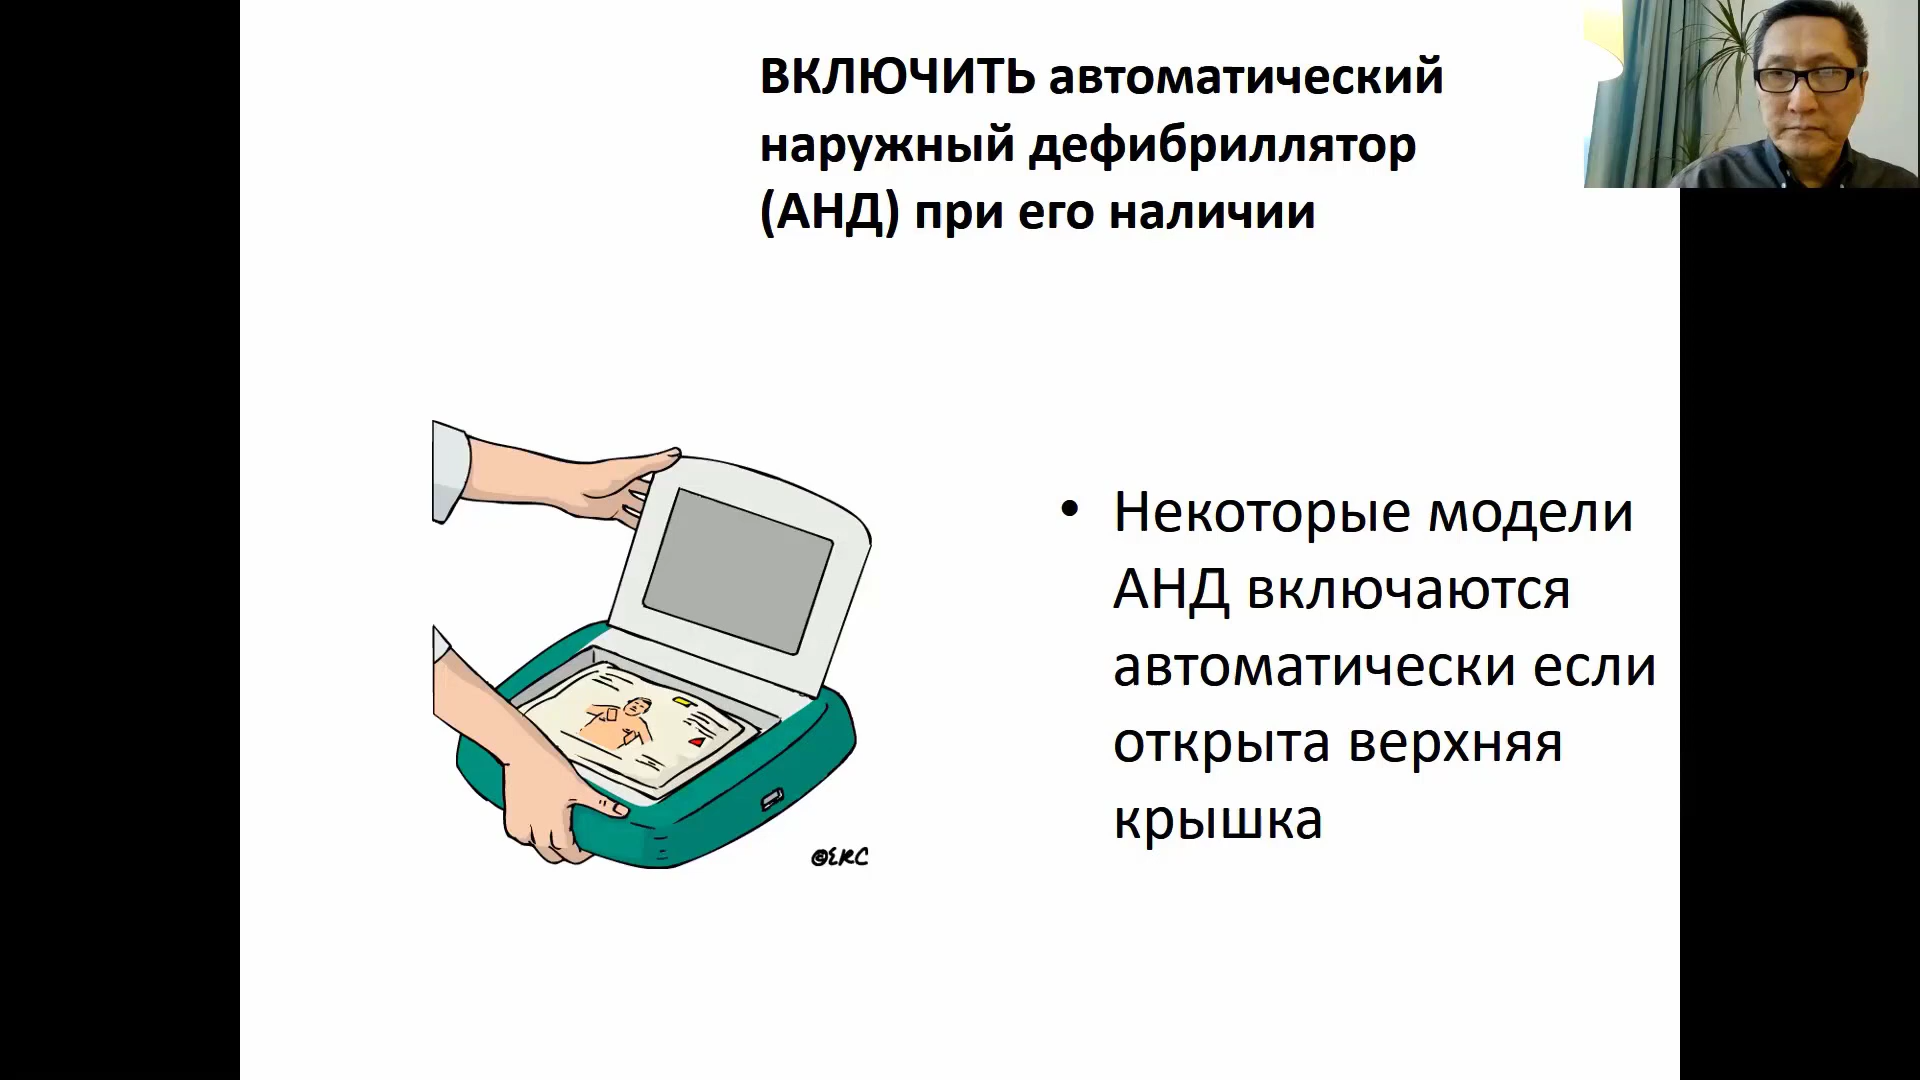 ВКЛЮЧИТЬ автоматический
наружный дефибриллятор
(АНД) при его наличии
• Некоторые модели
АНД включаются
автоматически если
открыта верхняя
крышка
©ERC